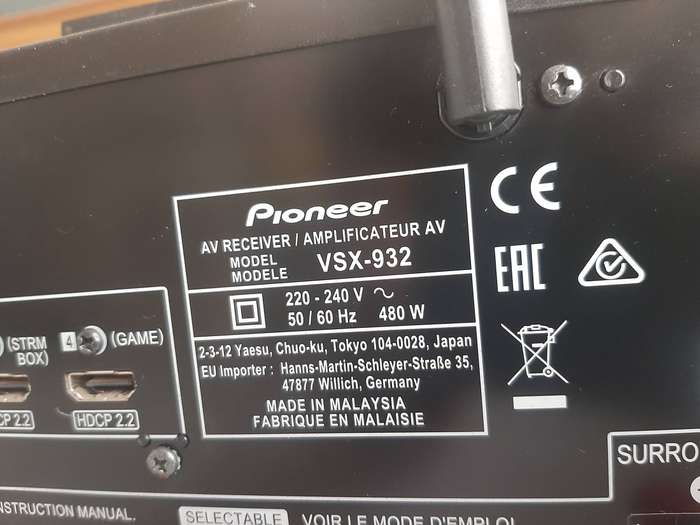 Pioneer
AV RECEIVER / AMPLIFICATEUR AV
MODEL
MODELE VSX-932
220 - 240 V ~
50 / 60 Hz 480 W
2-3-12 Yaesu, Chuo-ku, Tokyo 104-0028, Japan
EU Importer : Hanns-Martin-Schleyer-Straße 35,
47877 Willich, Germany
MADE IN MALAYSIA
FABRIQUE EN MALAISIE
CE
EAC
(STRM
BOX)
4 (GAME)
CP 2.2
HDCP 2.2
SURRO
NSTRUCTION MANUAL.
SELECTABLE
VOIR LE MODE D'EMPLOI